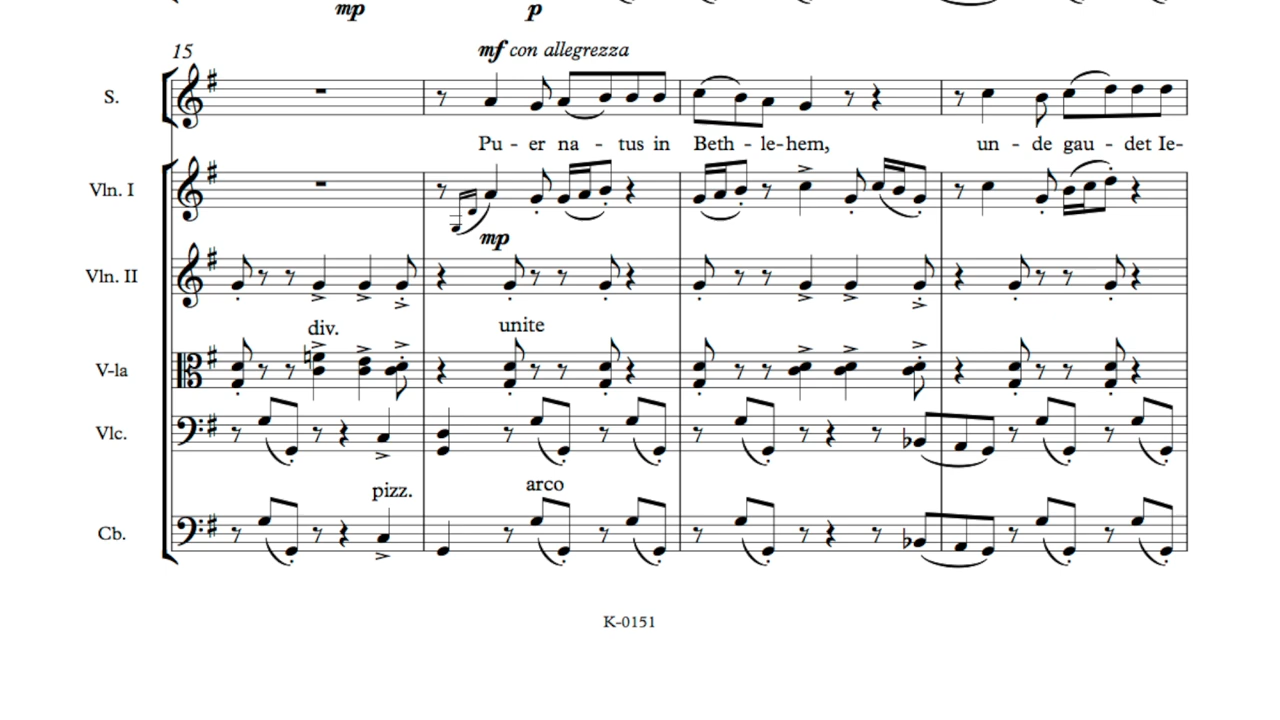 mp p
15 mf con allegrezza
S.
Pu - er na - tus in Beth - le - hem, un - de gau - det Ie-
Vln. I
mp
Vln. II
div. unite
V-la
Vlc.
pizz. arco
Cb.
K-0151